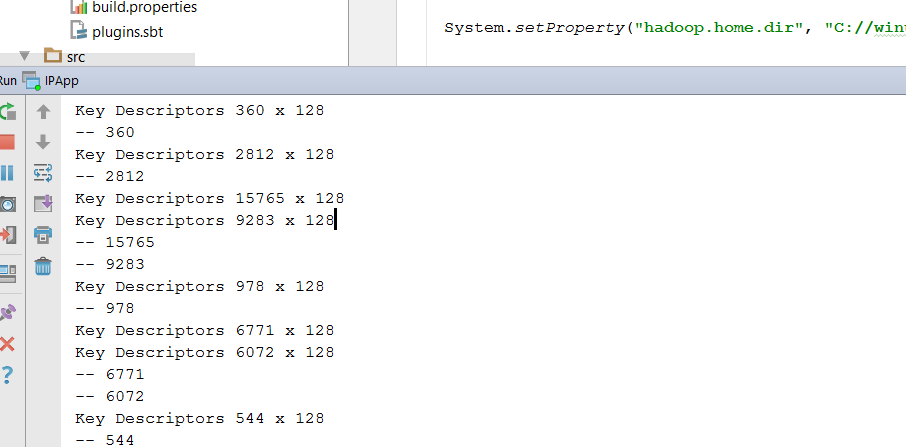 build.properties
plugins.sbt
src
System.setProperty("hadoop.home.dir", "C://win
Run IPApp
Key Descriptors 360 x 128
-- 360
Key Descriptors 2812 x 128
-- 2812
Key Descriptors 15765 x 128
Key Descriptors 9283 x 128
-- 15765
-- 9283
Key Descriptors 978 x 128
-- 978
Key Descriptors 6771 x 128
Key Descriptors 6072 x 128
-- 6771
-- 6072
Key Descriptors 544 x 128
-- 544